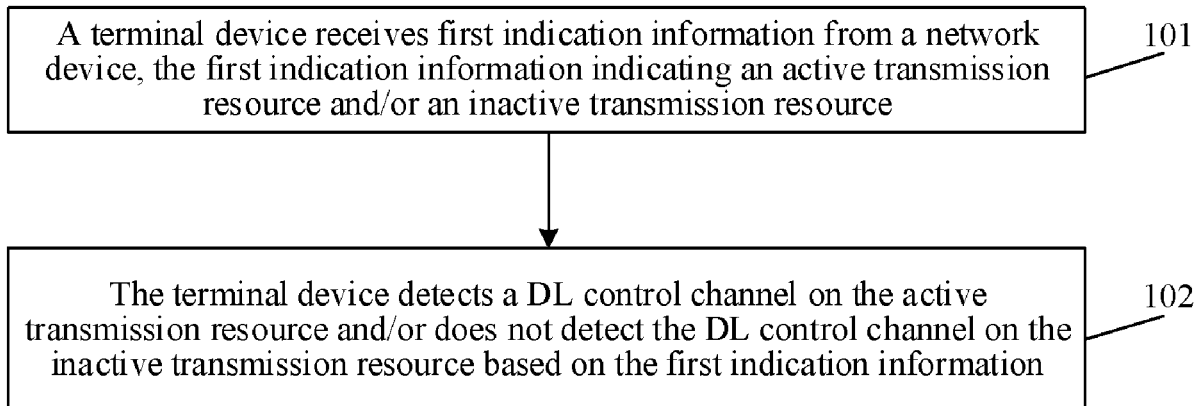 A terminal device receives first indication information from a network
device, the first indication information indicating an active transmission
resource and/or an inactive transmission resource
101
The terminal device detects a DL control channel on the active
transmission resource and/or does not detect the DL control channel on the
inactive transmission resource based on the first indication information
102